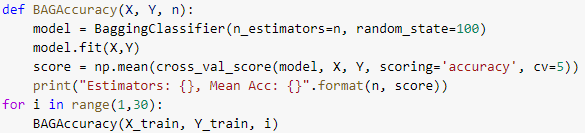 def BAGAccuracy(X, Y, n):
    model = BaggingClassifier(n_estimators=n, random_state=100)
    model.fit(X,Y)
    score = np.mean(cross_val_score(model, X, Y, scoring='accuracy', cv=5))
    print("Estimators: {}, Mean Acc: {}".format(n, score))
for i in range(1,30):
    BAGAccuracy(X_train, Y_train, i)